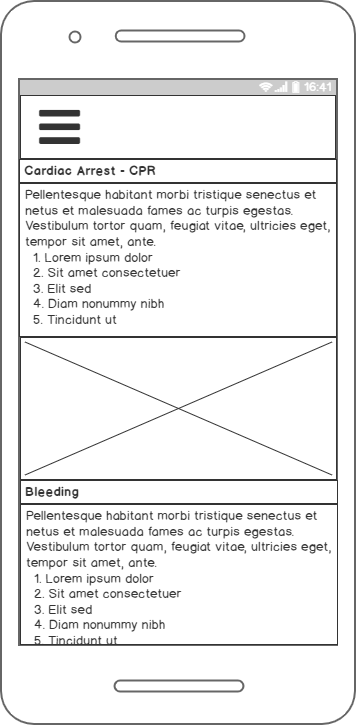 16:41
Cardiac Arrest - CPR
Pellentesque habitant morbi tristique senectus et
netus et malesuada fames ac turpis egestas.
Vestibulum tortor quam, feugiat vitae, ultricies eget,
tempor sit amet, ante.
1. Lorem ipsum dolor
2. Sit amet consectetuer
3. Elit sed
4. Diam nonummy nibh
5. Tincidunt ut
Bleeding
Pellentesque habitant morbi tristique senectus et
netus et malesuada fames ac turpis egestas.
Vestibulum tortor quam, feugiat vitae, ultricies eget,
tempor sit amet, ante.
1. Lorem ipsum dolor
2. Sit amet consectetuer
3. Elit sed
4. Diam nonummy nibh
5. Tincidunt ut